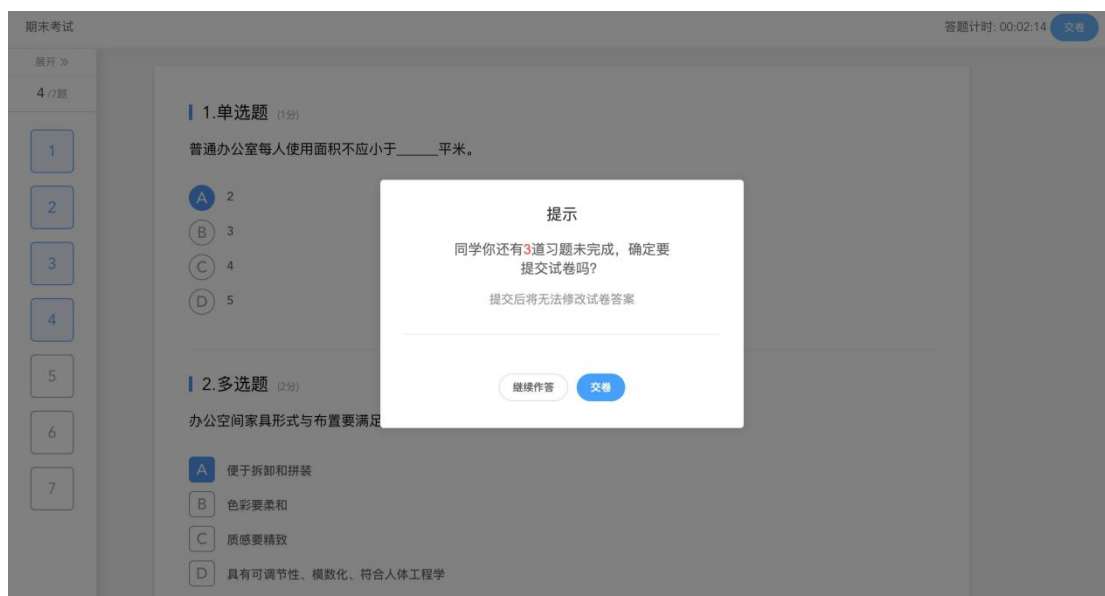 期末考试
答题计时: 00:02:14 交卷
展开 »
4 /7题
1
2
3
4
5
6
7
1.单选题 (1分)
普通办公室每人使用面积不应小于______平米。
A 2
B 3
C 4
D 5
2.多选题 (2分)
办公空间家具形式与布置要满足
A 便于拆卸和拼装
B 色彩要柔和
C 质感要精致
D 具有可调节性、模数化、符合人体工程学
提示
同学你还有3道习题未完成，确定要
提交试卷吗?
提交后将无法修改试卷答案
继续作答 交卷